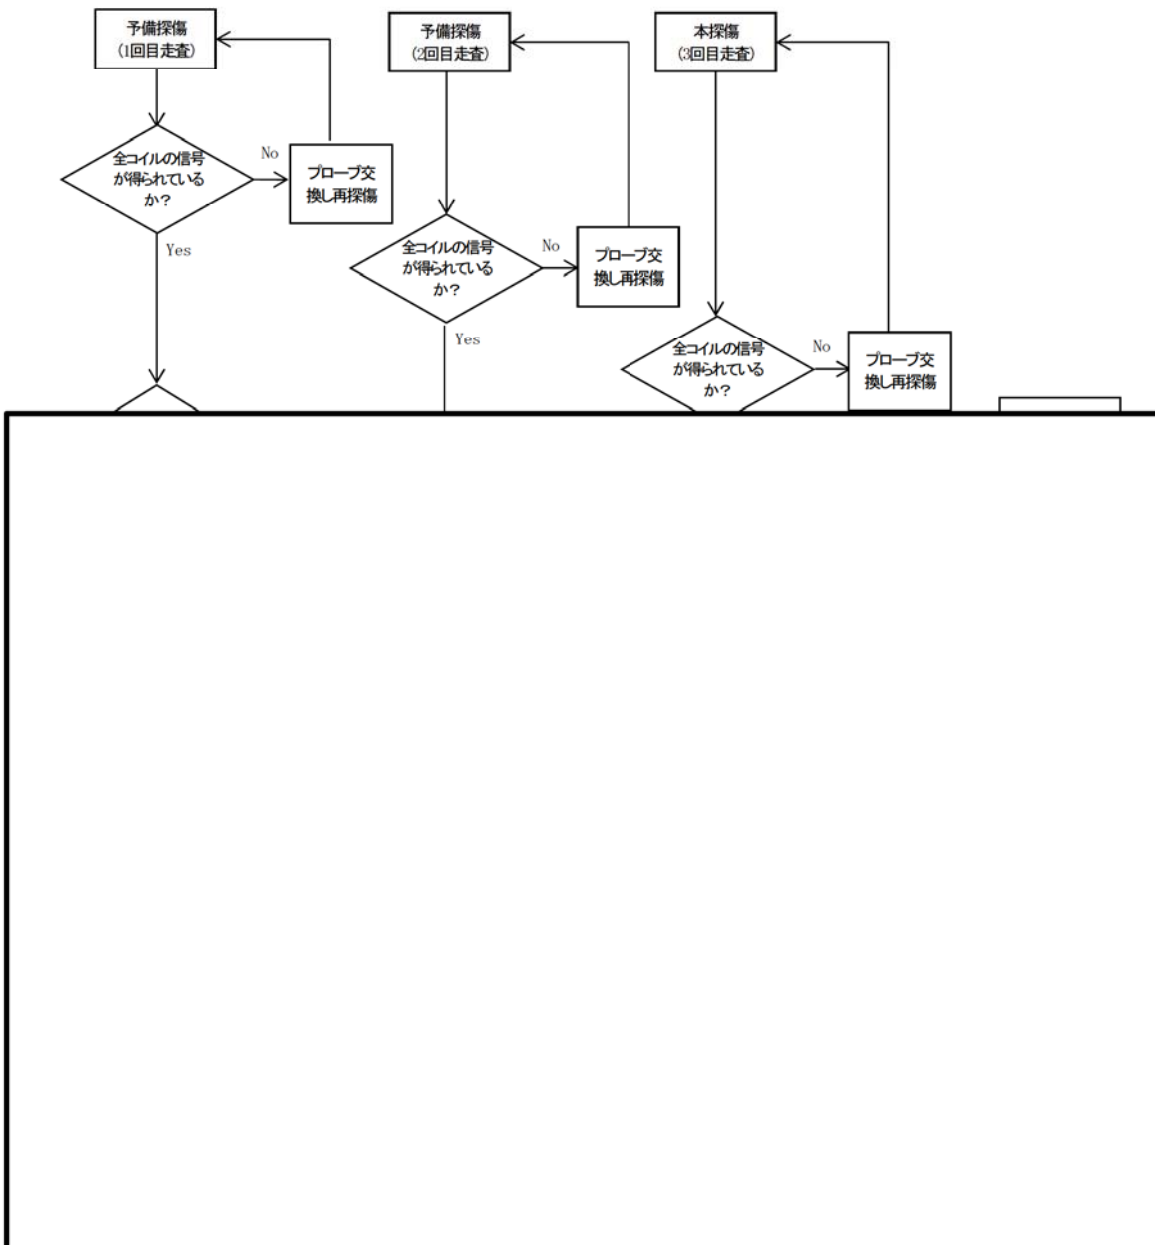 予備探傷
(1回目走査)
全コイルの信号
が得られている
か？
No
プローブ交
換し再探傷
Yes
予備探傷
(2回目走査)
全コイルの信号
が得られている
か？
No
プローブ交
換し再探傷
Yes
本探傷
(3回目走査)
全コイルの信号
が得られている
か？
No
プローブ交
換し再探傷